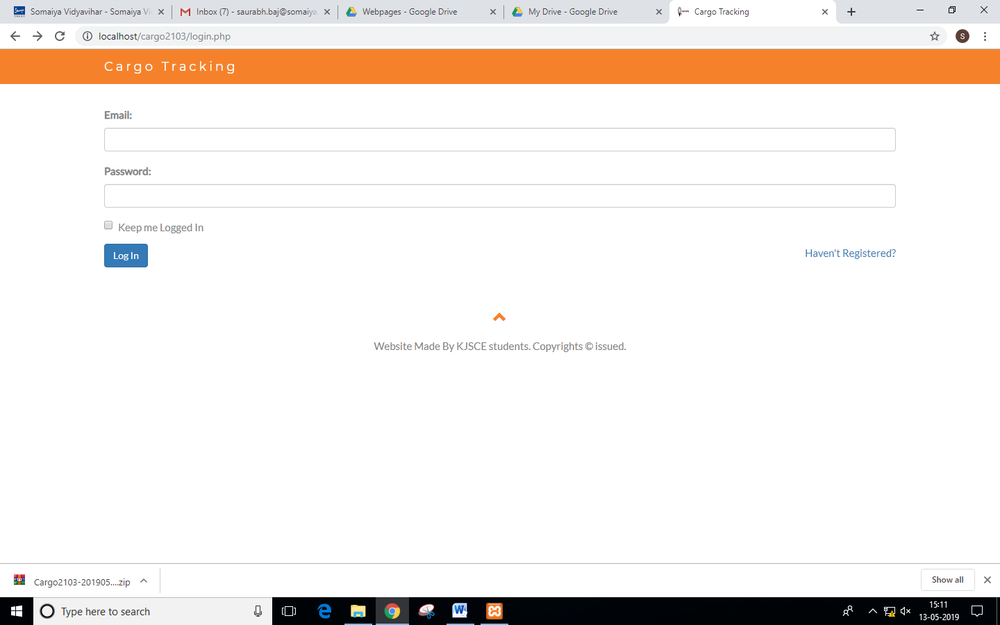 Somaiya Vidyavihar - Somaiya Vi
Inbox (7) - saurabh.baj@somaiya
Webpages - Google Drive
My Drive - Google Drive
Cargo Tracking
localhost/cargo2103/login.php
S
Cargo Tracking
Email:
Password:
Keep me Logged In
Log In
Haven't Registered?
Website Made By KJSCE students. Copyrights © issued.
Cargo2103-201905....zip
Show all
Type here to search
15:11
13-05-2019